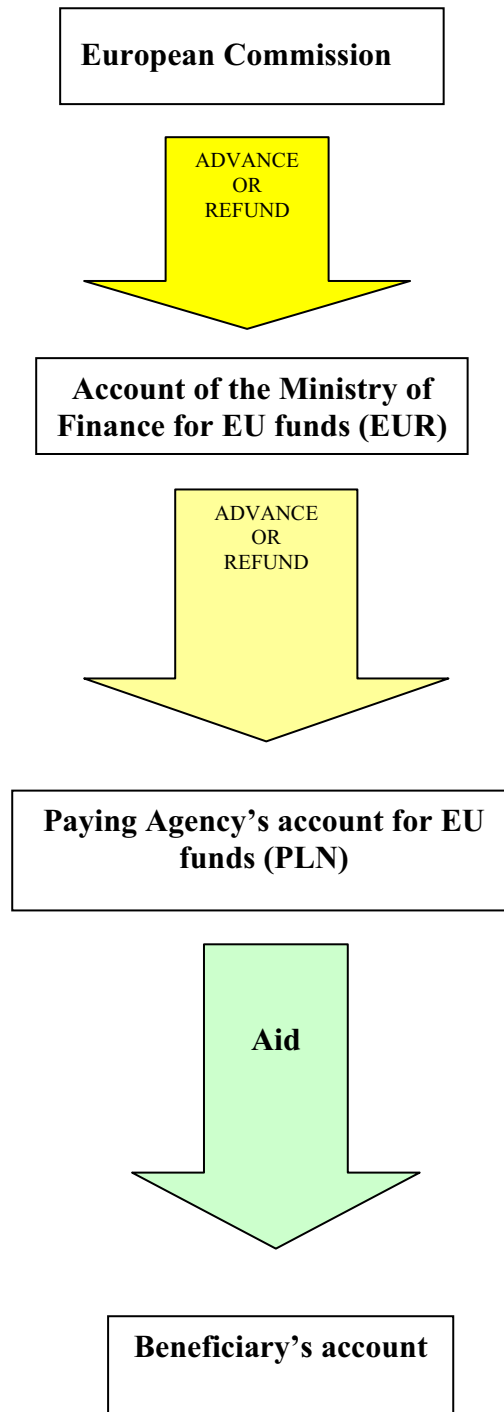 European Commission
ADVANCE
OR
REFUND
Account of the Ministry of
Finance for EU funds (EUR)
ADVANCE
OR
REFUND
Paying Agency’s account for EU
funds (PLN)
Aid
Beneficiary’s account